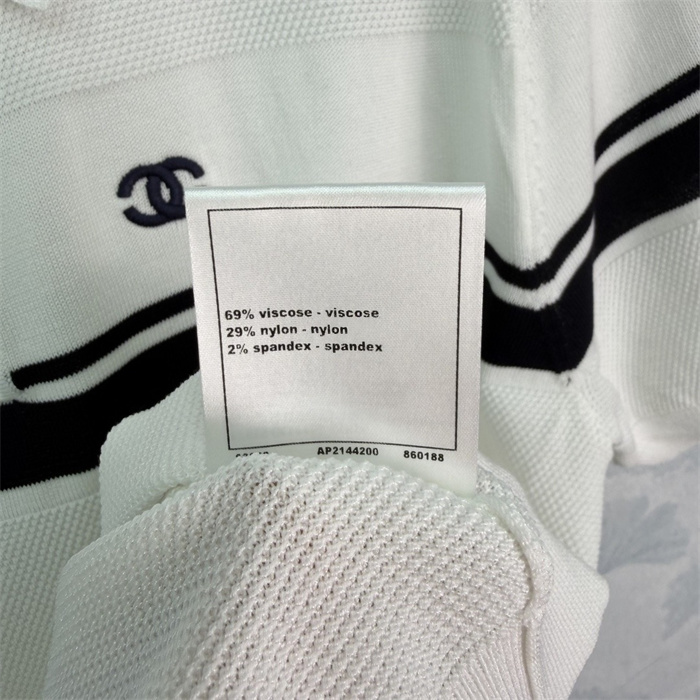 69% viscose - viscose
29% nylon - nylon
2% spandex - spandex
AP2144200 860188